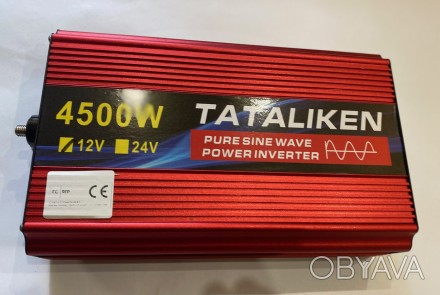 4500W
12V 24V
TATALIKEN
PURE SINE WAVE
POWER INVERTER
CE
OBYAVA